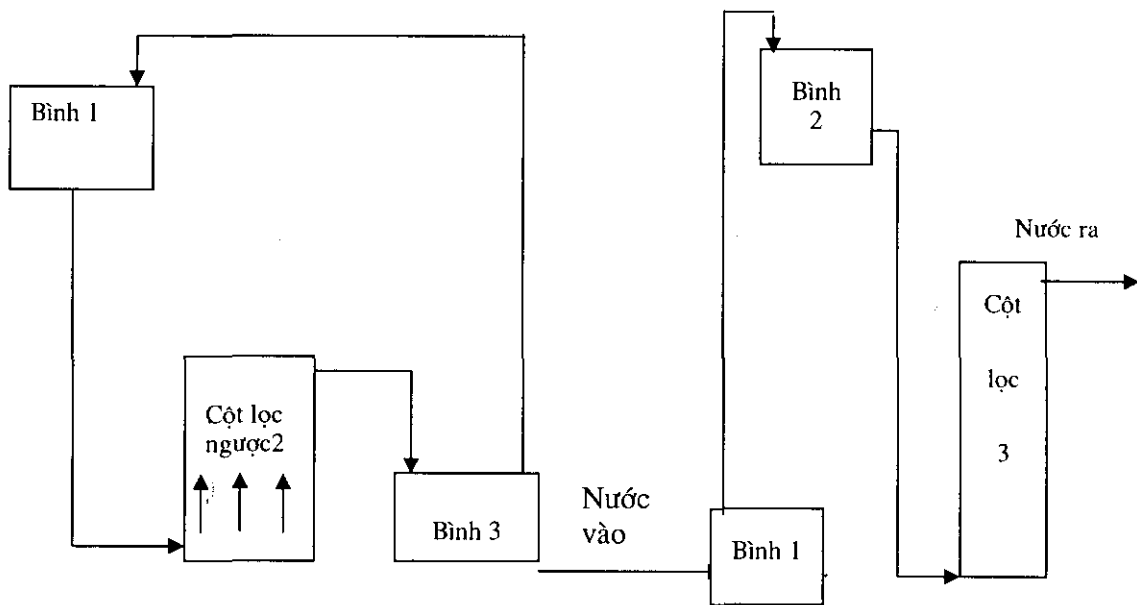 Bình 1
Cột lọc
ngược2
Bình 3
Nước
vào
Bình 1
Bình
2
Nước ra
Cột
lọc
3